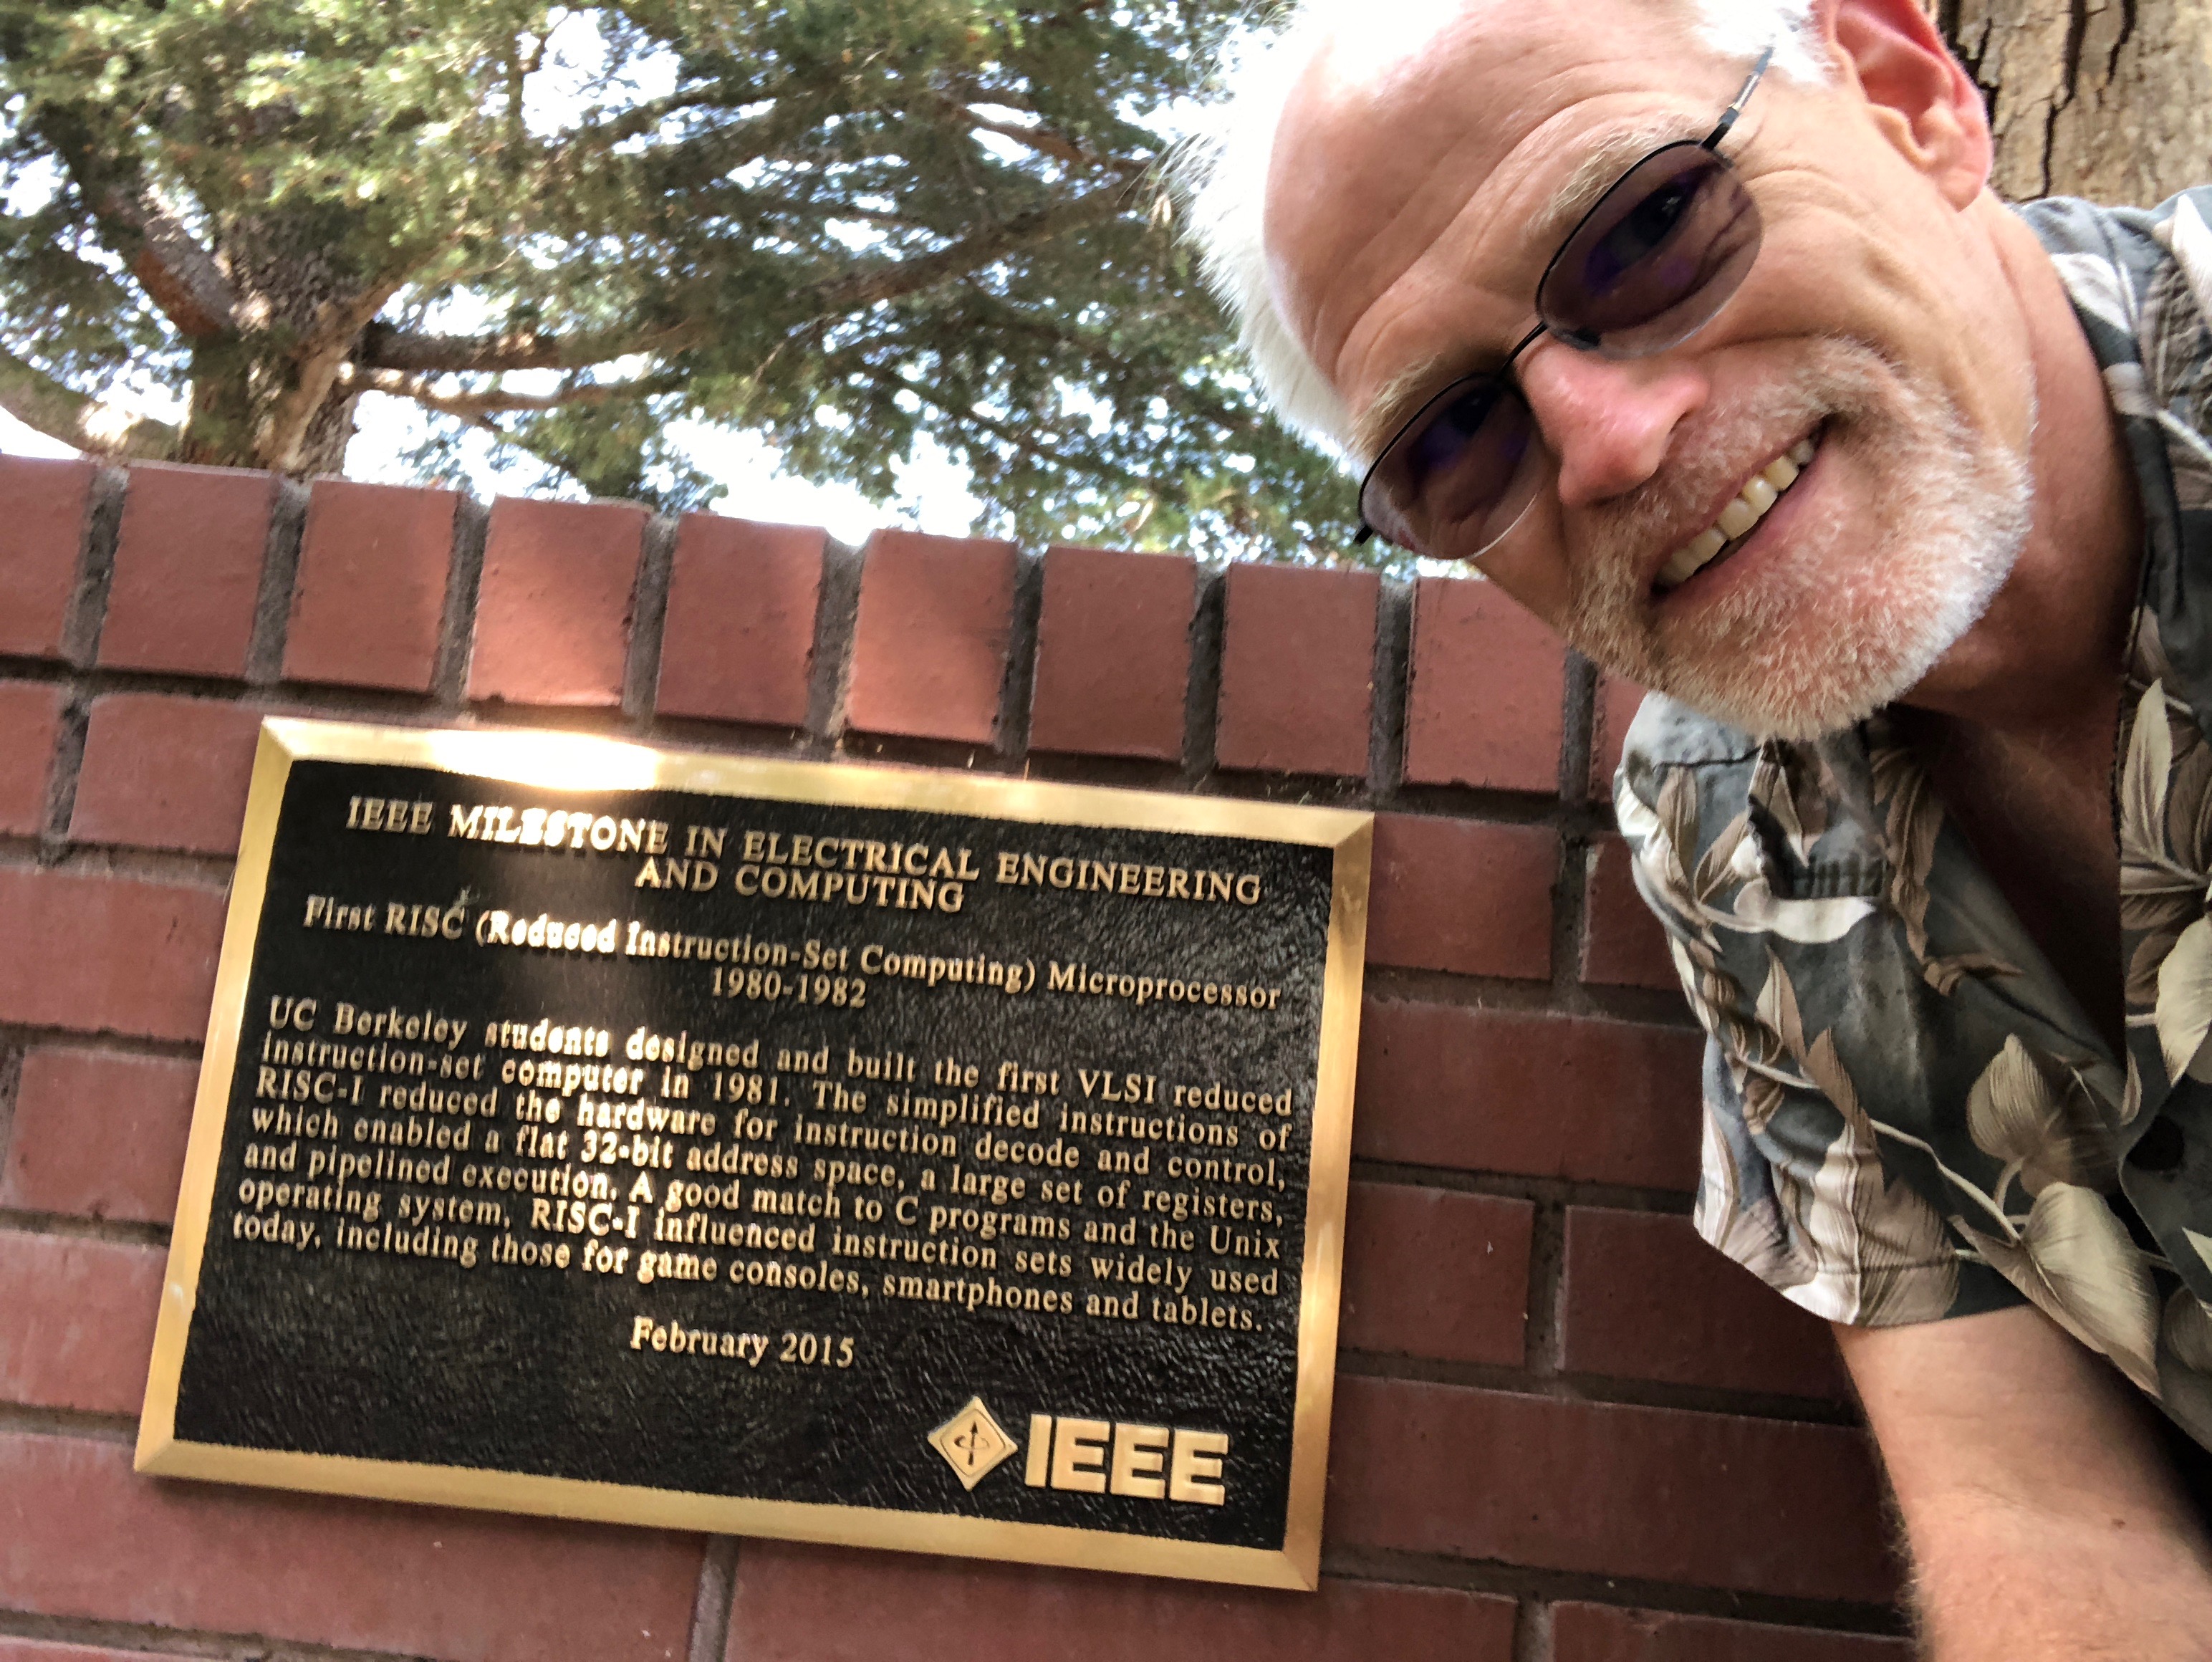 IEEE MILESTONE IN ELECTRICAL ENGINEERING
AND COMPUTING
First RISC (Reduced Instruction-Set Computing) Microprocessor
1980-1982
UC Berkeley students designed and built the first VLSI reduced
instruction-set computer in 1981. The simplified instructions of
RISC-I reduced the hardware for instruction decode and control,
which enabled a flat 32-bit address space, a large set of registers,
and pipelined execution. A good match to C programs and the Unix
operating system, RISC-I influenced instruction sets widely used
today, including those for game consoles, smartphones and tablets.
February 2015
IEEE